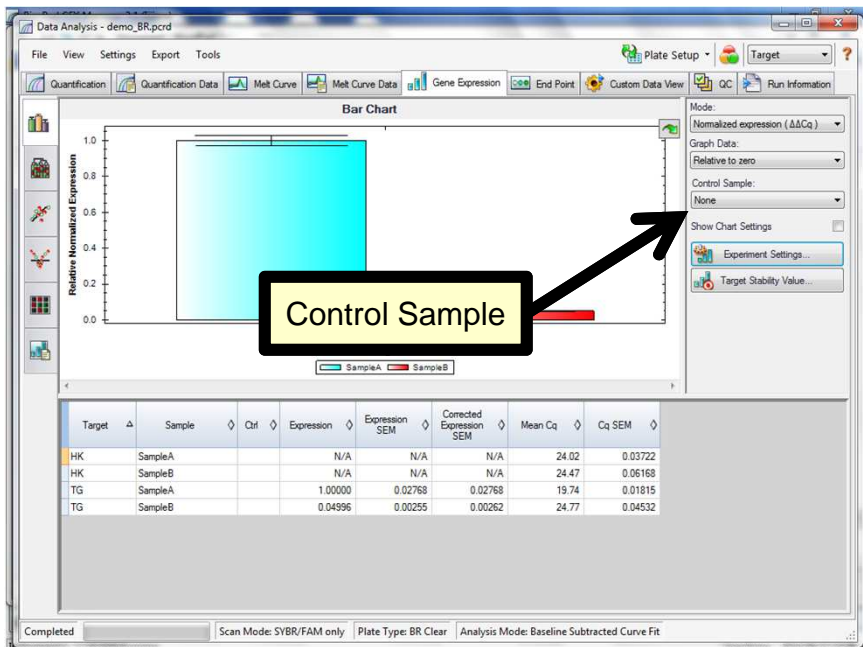 Data Analysis - demo_BR.pcrd
File View Settings Export Tools Plate Setup Target ?
Quantification Quantification Data Melt Curve Melt Curve Data Gene Expression End Point Custom Data View QC Run Information
Bar Chart
Relative Normalized Expression
1.0
0.8
0.6
0.4
0.2
0.0
SampleA SampleB
Control Sample
Mode:
Normalized expression (ΔΔCq)
Graph Data:
Relative to zero
Control Sample:
None
Show Chart Settings
Experiment Settings...
Target Stability Value...
Target Sample Ctrl Expression Expression SEM Corrected Expression SEM Mean Cq Cq SEM
HK SampleA N/A N/A N/A 24.02 0.03722
HK SampleB N/A N/A N/A 24.47 0.06168
TG SampleA 1.00000 0.02768 0.02768 19.74 0.01815
TG SampleB 0.04996 0.00255 0.00262 24.77 0.04532
Completed Scan Mode: SYBR/FAM only Plate Type: BR Clear Analysis Mode: Baseline Subtracted Curve Fit